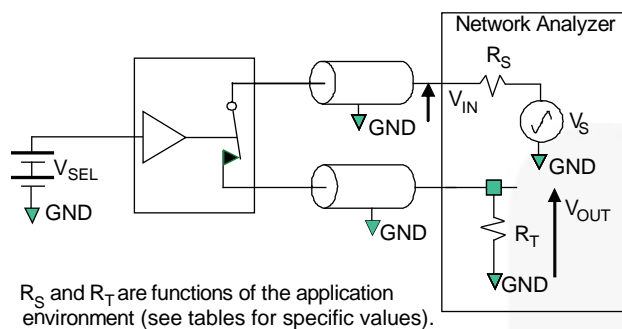 Network Analyzer
RS
VIN
GND
VS
GND
VSEL
GND
GND
VOUT
RT
GND
RS and RT are functions of the application
environment (see tables for specific values).